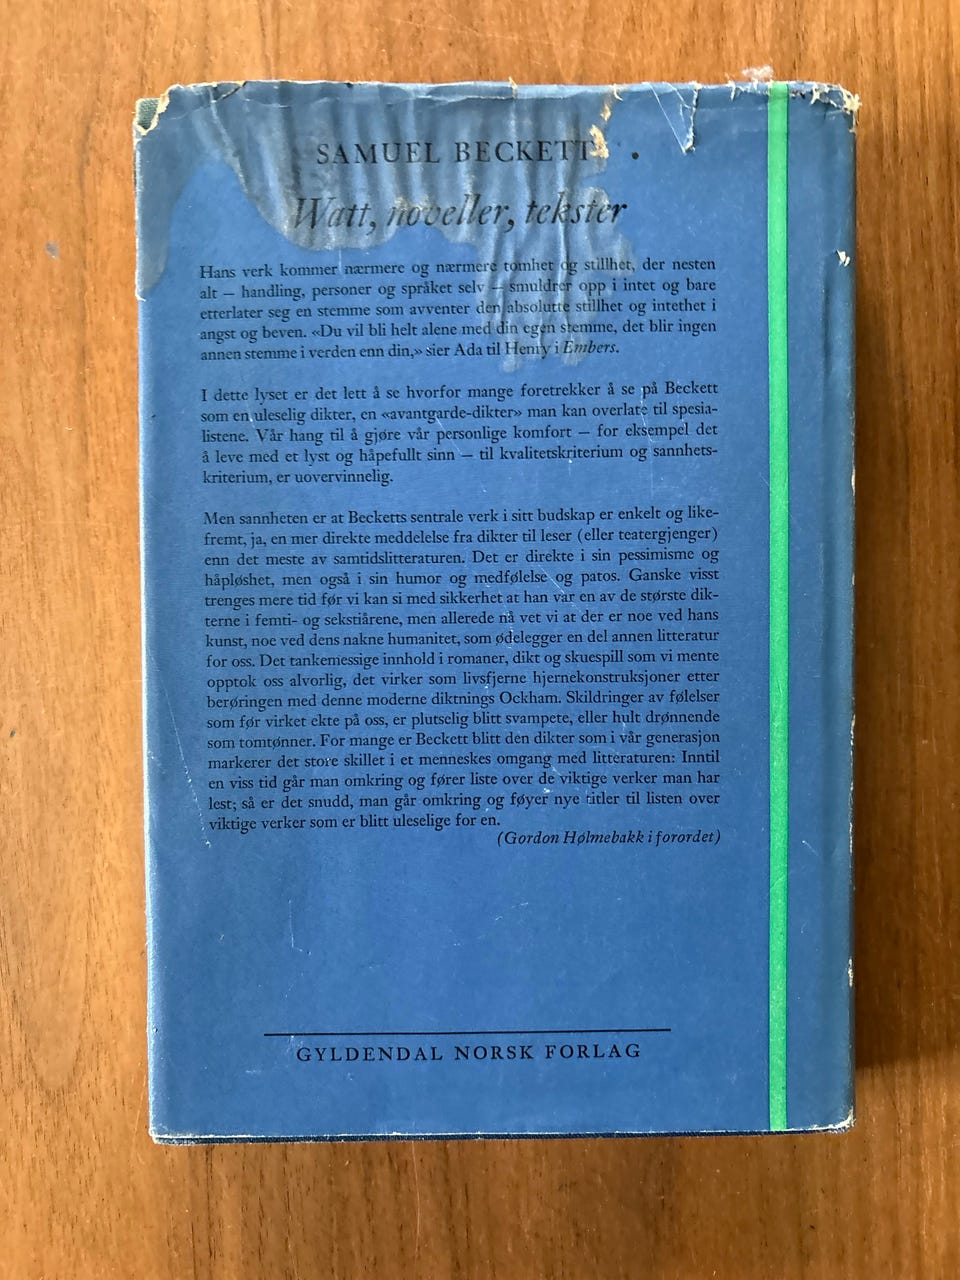 SAMUEL BECKETT
Watt, noveller, tekster
Hans verk kommer nærmere og nærmere tomhet og stillhet, der nesten
alt — handling, personer og språket selv — smuldrer opp i intet og bare
etterlater seg en stemme som avventer den absolutte stillhet og intethet i
angst og beven. «Du vil bli helt alene med din egen stemme, det blir ingen
annen stemme i verden enn din,» sier Ada til Henry i Embers.
I dette lyset er det lett å se hvorfor mange foretrekker å se på Beckett
som en uleselig dikter, en «avantgarde-dikter» man kan overlate til spesia-
listene. Vår hang til å gjøre vår personlige komfort — for eksempel det
å leve med et lyst og håpefullt sinn — til kvalitetskriterium og sannhets-
kriterium, er uovervinnelig.
Men sannheten er at Becketts sentrale verk i sitt budskap er enkelt og like-
fremt, ja, en mer direkte meddelelse fra dikter til leser (eller teatergjenger)
enn det meste av samtidslitteraturen. Det er direkte i sin pessimisme og
håpløshet, men også i sin humor og medfølelse og patos. Ganske visst
trenges mere tid før vi kan si med sikkerhet at han var en av de største dik-
terne i femti- og sekstiårene, men allerede nå vet vi at der er noe ved hans
kunst, noe ved dens nakne humanitet, som ødelegger en del annen litteratur
for oss. Det tankemessige innhold i romaner, dikt og skuespill som vi mente
opptok oss alvorlig, det virker som livsfjerne hjernekonstruksjoner etter
berøringen med denne moderne diktnings Ockham. Skildringer av følelser
som før virket ekte på oss, er plutselig blitt svampete, eller hult drønnende
som tomtønner. For mange er Beckett blitt den dikter som i vår generasjon
markerer det store skillet i et menneskes omgang med litteraturen: Inntil
en viss tid går man omkring og fører liste over de viktige verker man har
lest; så er det snudd, man går omkring og føyer nye titler til listen over
viktige verker som er blitt uleselige for en.
(Gordon Hølmebakk i forordet)
GYLDENDAL NORSK FORLAG